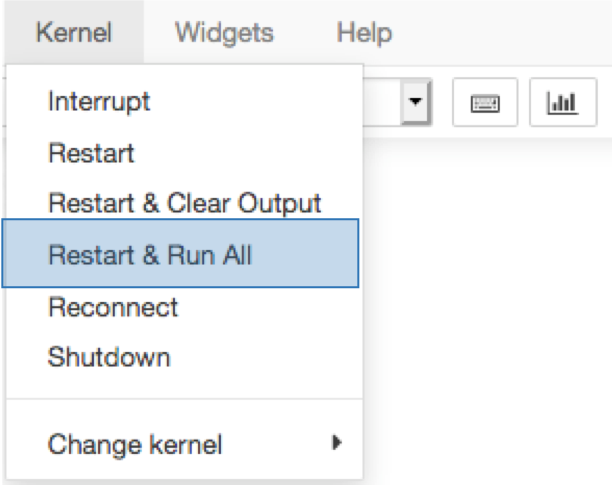 Kernel Widgets Help
Interrupt
Restart
Restart & Clear Output
Restart & Run All
Reconnect
Shutdown
Change kernel